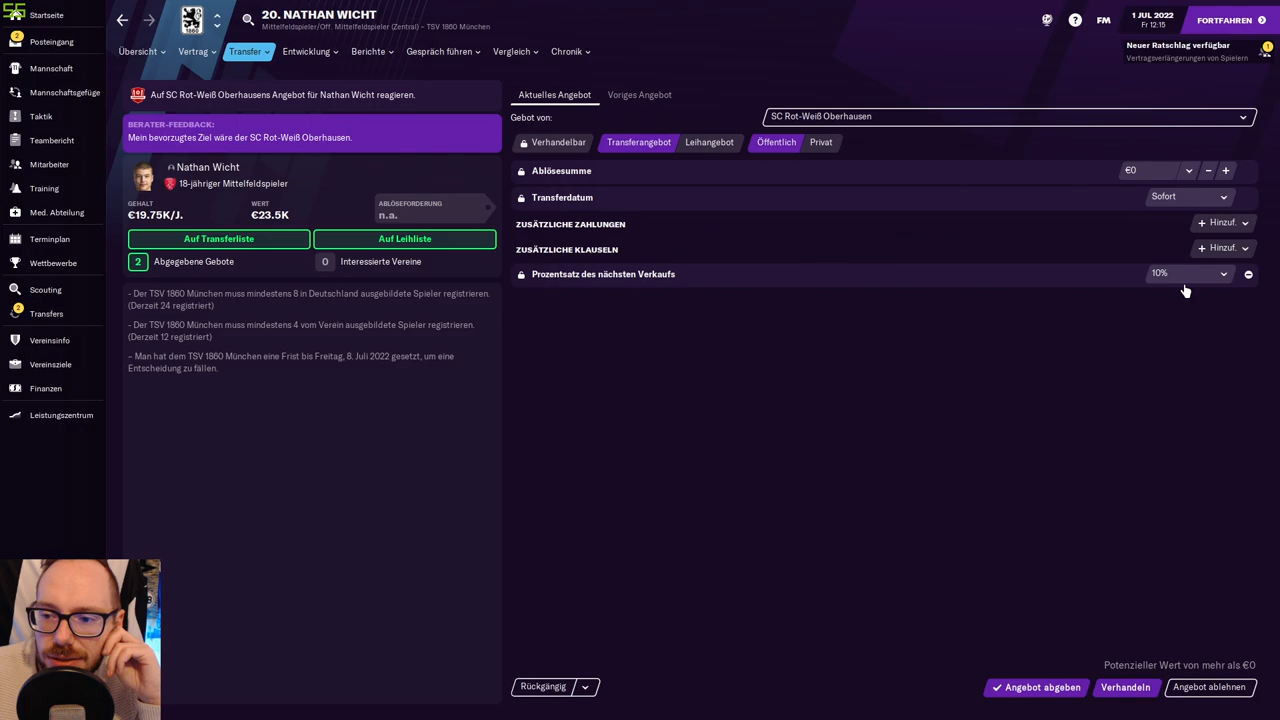 Startseite
2 Posteingang
Mannschaft
Mannschaftsgefüge
Taktik
Teambericht
Mitarbeiter
Training
Med. Abteilung
Terminplan
Wettbewerbe
Scouting
2 Transfers
Vereinsinfo
Vereinsziele
Finanzen
Leistungszentrum
1860
20. NATHAN WICHT
Mittelfeldspieler/Off. Mittelfeldspieler (Zentral) – TSV 1860 München
? FM
1 JUL 2022
Fr 12:15
FORTFAHREN
Übersicht Vertrag Transfer Entwicklung Berichte Gespräch führen Vergleich Chronik
Neuer Ratschlag verfügbar
Vertragsverlängerungen von Spielern
1
Auf SC Rot-Weiß Oberhausens Angebot für Nathan Wicht reagieren.
BERATER-FEEDBACK:
Mein bevorzugtes Ziel wäre der SC Rot-Weiß Oberhausen.
Nathan Wicht
18-jähriger Mittelfeldspieler
GEHALT
€19.75K/J.
WERT
€23.5K
ABLÖSEFORDERUNG
n.a.
Auf Transferliste Auf Leihliste
2 Abgegebene Gebote 0 Interessierte Vereine
- Der TSV 1860 München muss mindestens 8 in Deutschland ausgebildete Spieler registrieren.
(Derzeit 24 registriert)
- Der TSV 1860 München muss mindestens 4 vom Verein ausgebildete Spieler registrieren.
(Derzeit 12 registriert)
– Man hat dem TSV 1860 München eine Frist bis Freitag, 8. Juli 2022 gesetzt, um eine
Entscheidung zu fällen.
Aktuelles Angebot Voriges Angebot
Gebot von: SC Rot-Weiß Oberhausen
Verhandelbar Transferangebot Leihangebot Öffentlich Privat
Ablösesumme €0 − +
Transferdatum Sofort
ZUSÄTZLICHE ZAHLUNGEN + Hinzuf.
ZUSÄTZLICHE KLAUSELN + Hinzuf.
Prozentsatz des nächsten Verkaufs 10%
Potenzieller Wert von mehr als €0
Rückgängig Angebot abgeben Verhandeln Angebot ablehnen